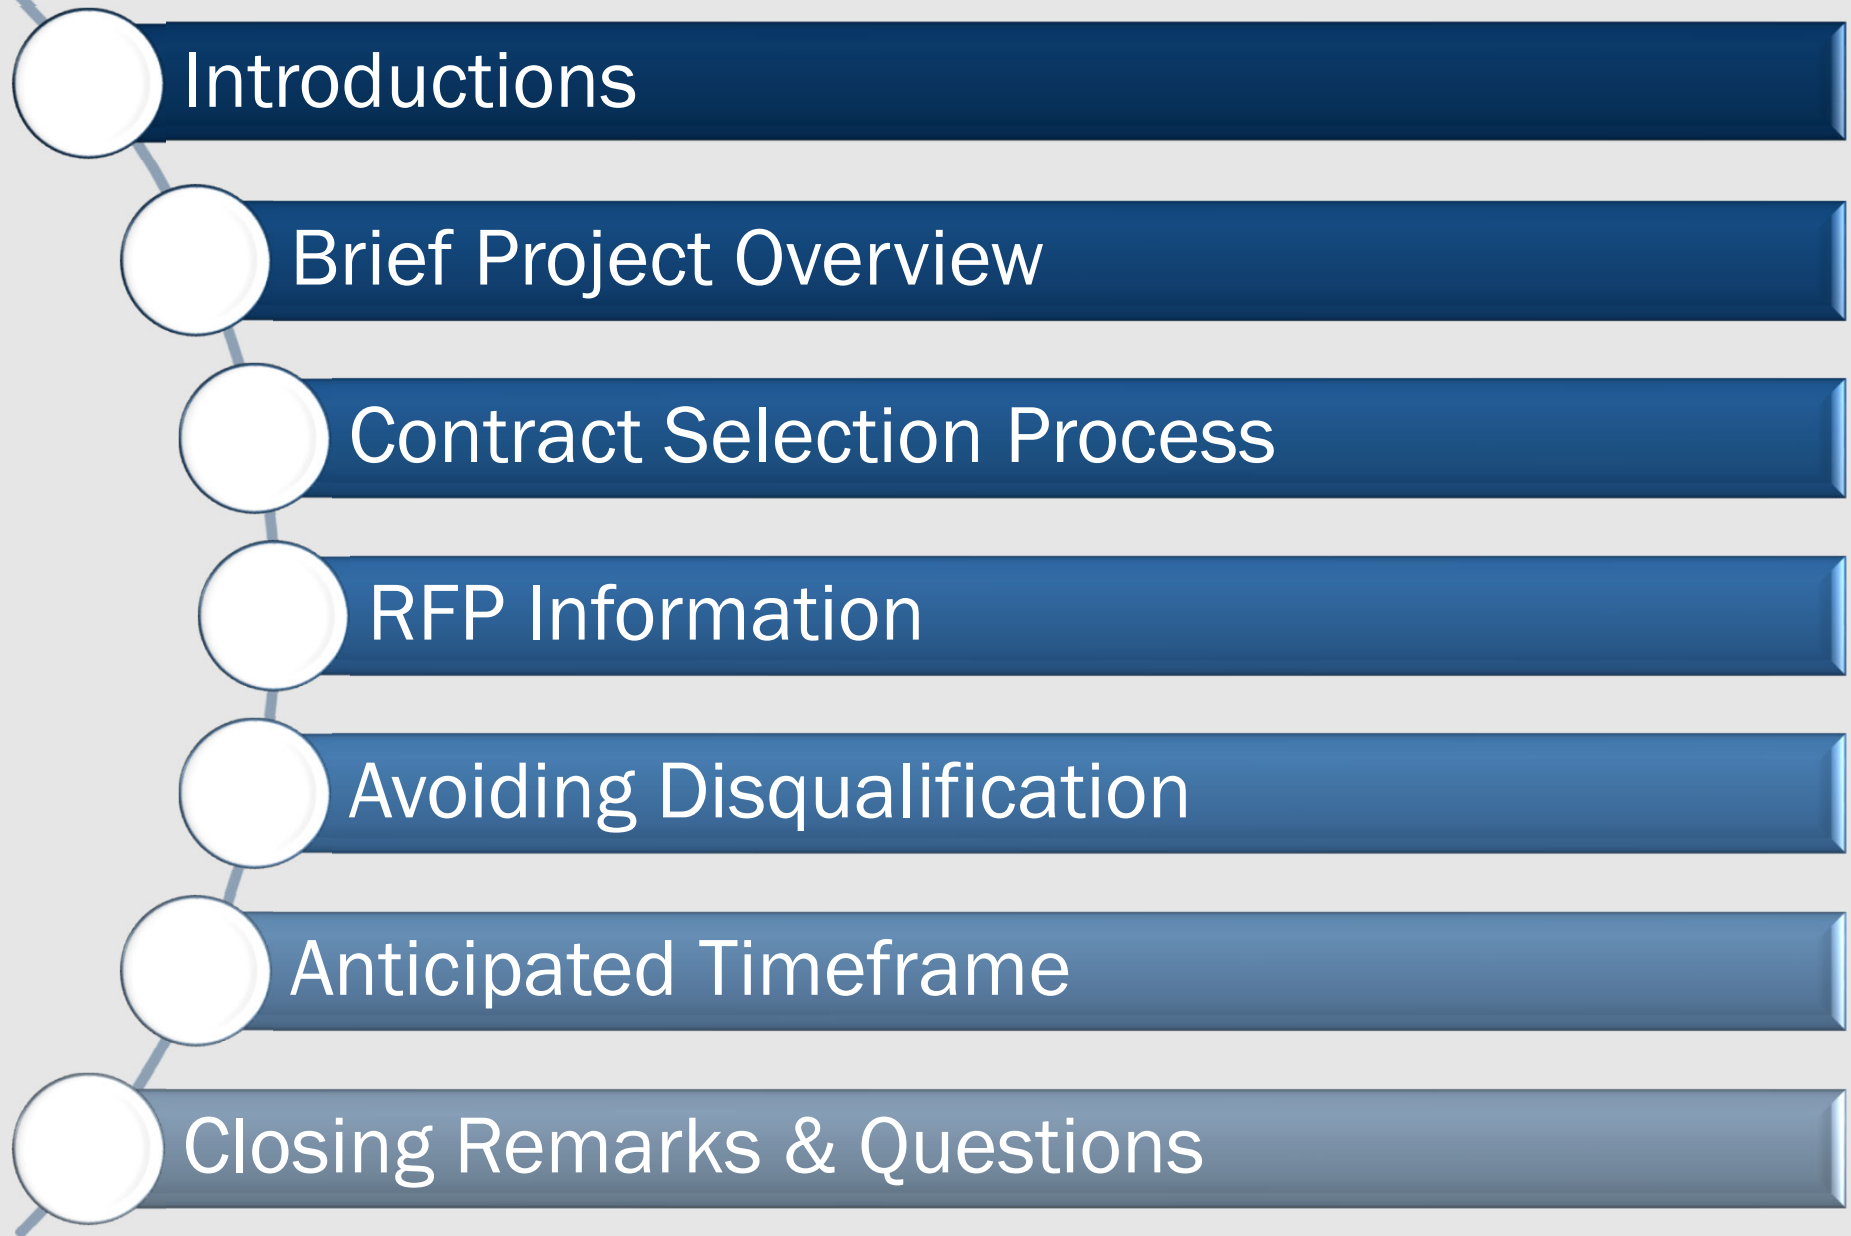 Introductions
Brief Project Overview
Contract Selection Process
RFP Information
Avoiding Disqualification
Anticipated Timeframe
Closing Remarks & Questions